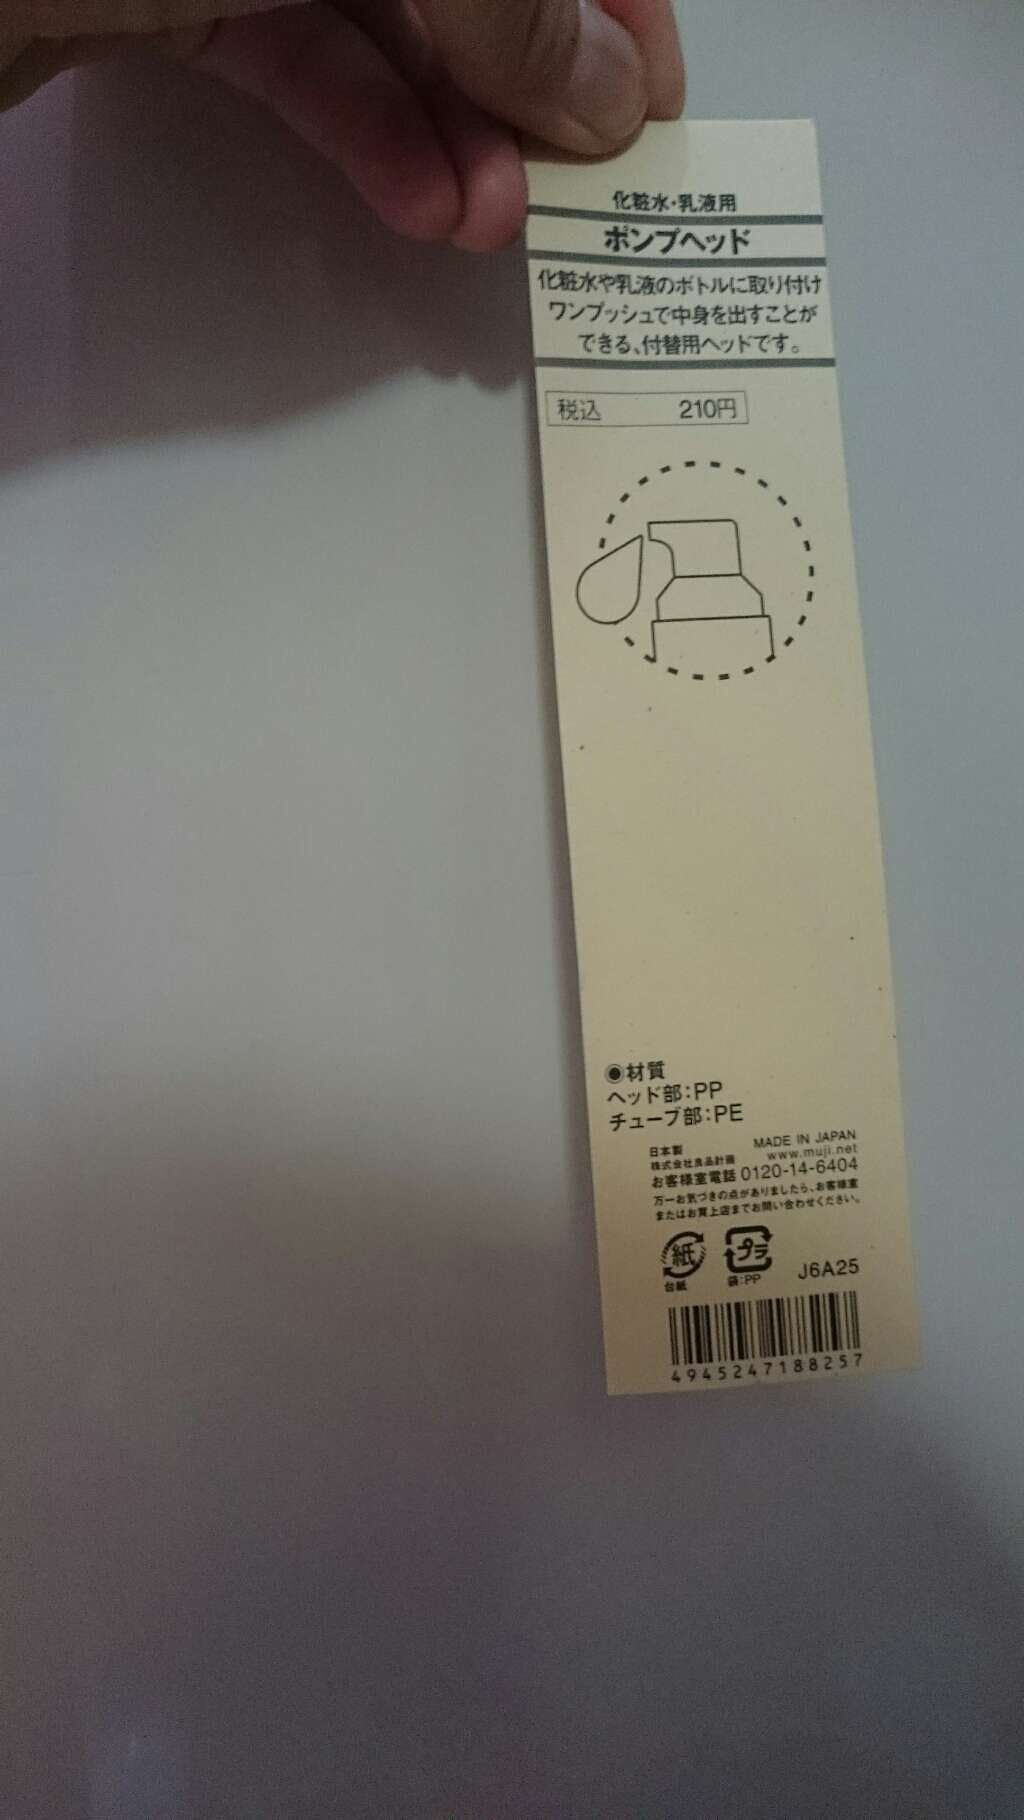 化粧水・乳液用
ポンプヘッド
化粧水や乳液のボトルに取り付け
ワンプッシュで中身を出すことが
できる、付替用ヘッドです。
税込 210円
◉材質
ヘッド部：PP
チューブ部：PE
日本製 MADE IN JAPAN
株式会社良品計画 www.muji.net
お客様室電話 0120-14-6404
万一お気づきの点がありましたら、お客様室
またはお買上店までお問い合わせください。
紙 プラ
台紙 袋：PP J6A25
4945247188257